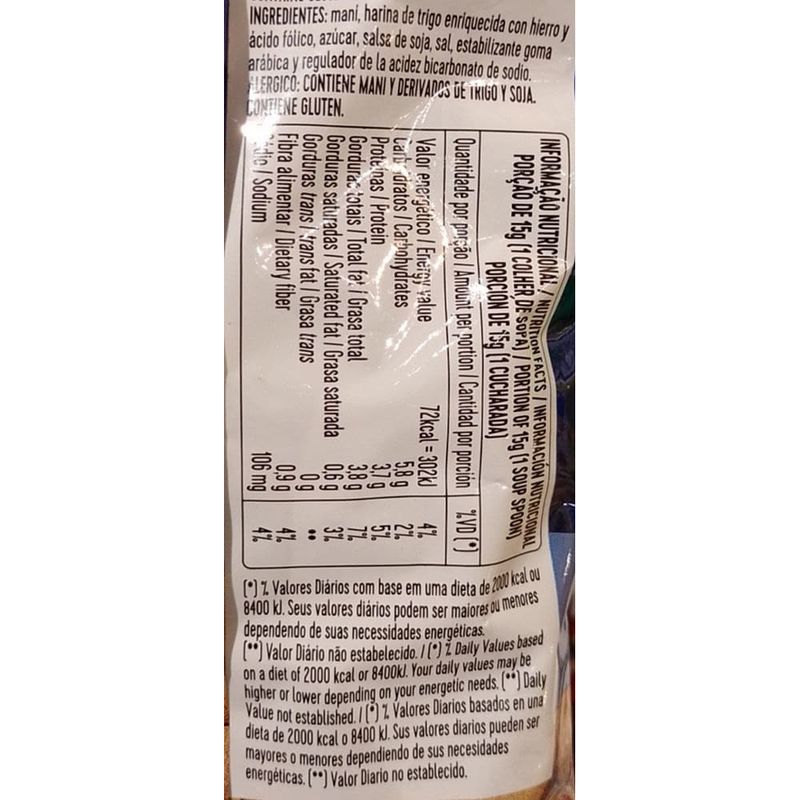 INGREDIENTES: maní, harina de trigo enriquecida con hierro y
ácido fólico, azúcar, salsa de soja, sal, estabilizante goma
arábica y regulador de la acidez bicarbonato de sodio.
ALERGICO: CONTIENE MANI Y DERIVADOS DE TRIGO Y SOJA.
CONTIENE GLUTEN.
INFORMAÇÃO NUTRICIONAL / NUTRITION FACTS / INFORMACIÓN NUTRICIONAL
PORÇÃO DE 15g (1 COLHER DE SOPA) / PORTION OF 15g (1 SOUP SPOON)
PORCIÓN DE 15g (1 CUCHARADA)
Quantidade por porção / Amount per portion / Cantidad por porción %VD (*)
Valor energético / Energy value 72kcal = 302kJ 4%
Carboidratos / Carbohydrates 5,8 g 2%
Proteínas / Protein 3,7 g 5%
Gorduras totais / Total fat / Grasa total 3,8 g 7%
Gorduras saturadas / Saturated fat / Grasa saturada 0,6 g 3%
Gorduras trans / trans fat / Grasa trans 0 g **
Fibra alimentar / Dietary fiber 0,9 g 4%
Sódio / Sodium 106 mg 4%
(*) % Valores Diários com base em uma dieta de 2000 kcal ou
8400 kJ. Seus valores diários podem ser maiores ou menores
dependendo de suas necessidades energéticas.
(**) Valor Diário não estabelecido. / (*) % Daily Values based
on a diet of 2000 kcal or 8400kJ. Your daily values may be
higher or lower depending on your energetic needs. (**) Daily
Value not established. / (*) % Valores Diarios basados en una
dieta de 2000 kcal o 8400 kJ. Sus valores diarios pueden ser
mayores o menores dependiendo de sus necesidades
energéticas. (**) Valor Diario no establecido.